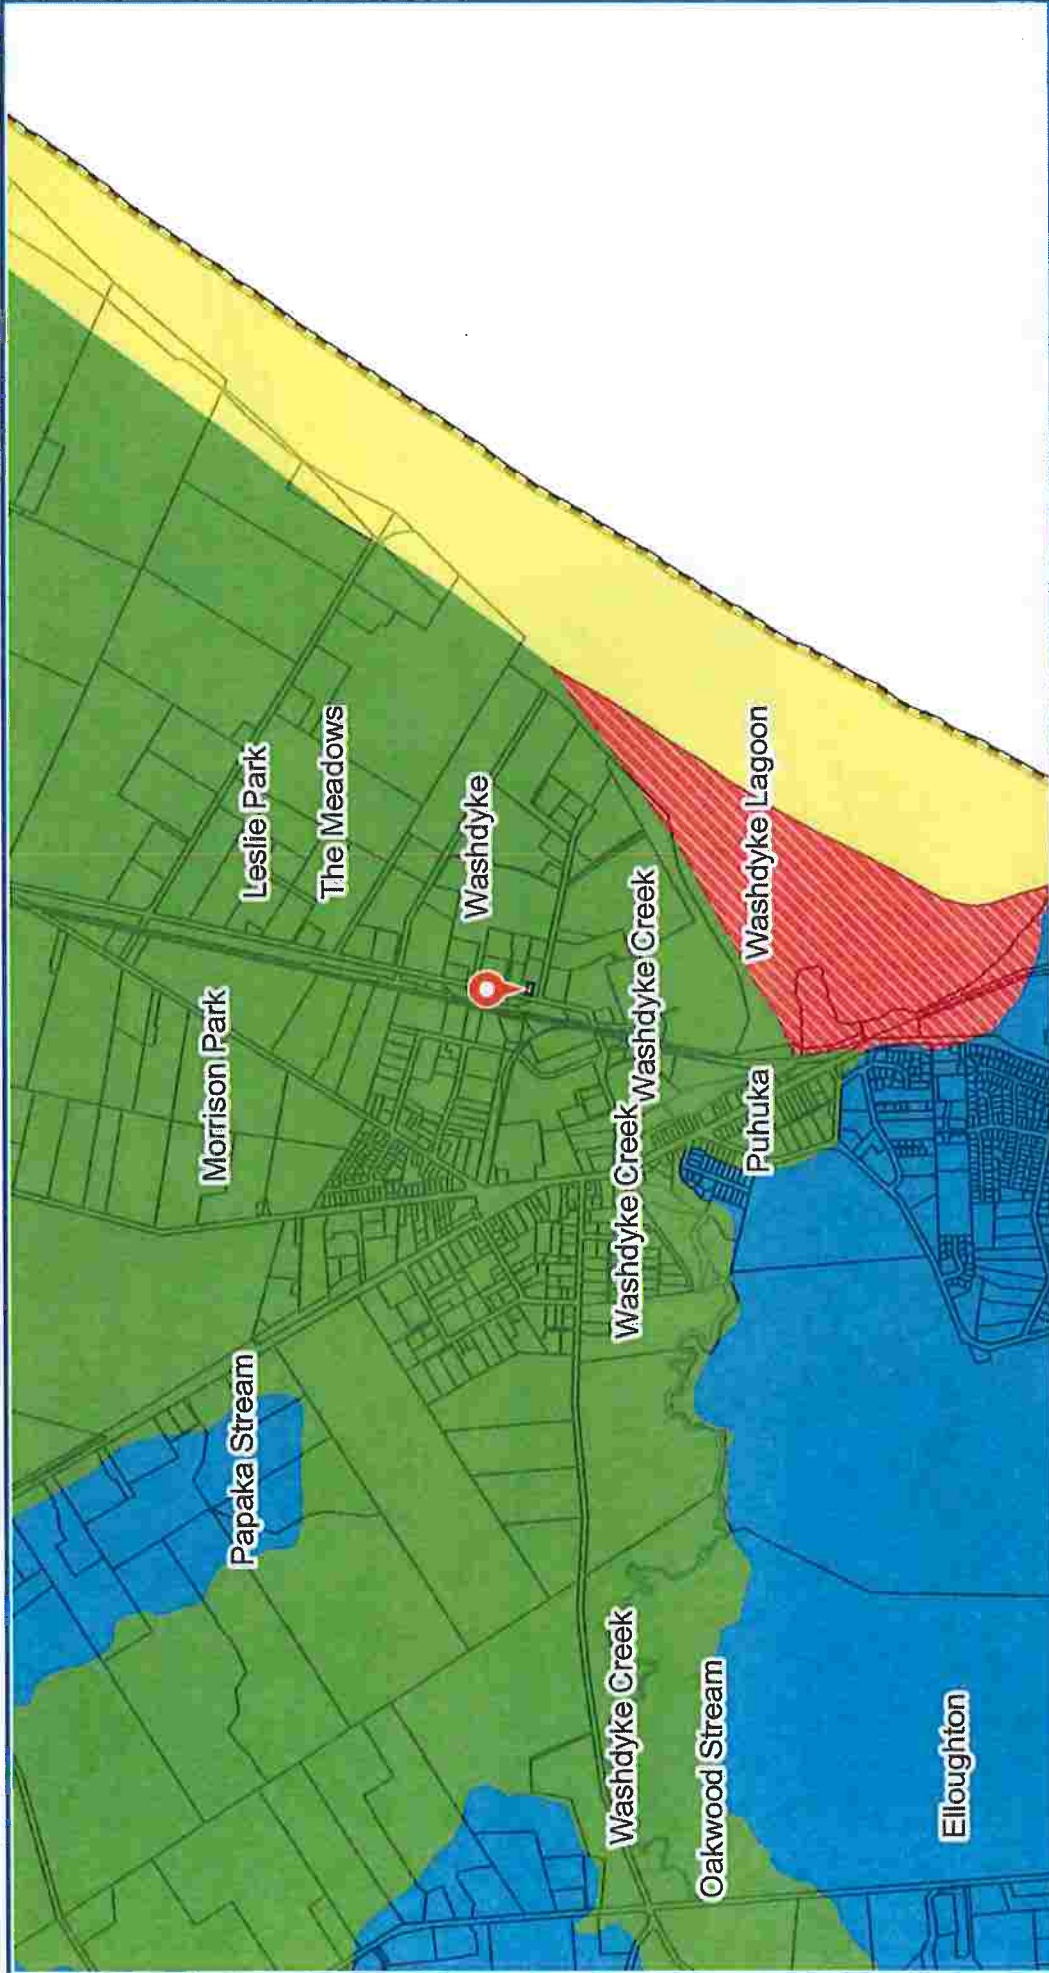 Papaka Stream
Morrison Park
Leslie Park
The Meadows
Washdyke
Washdyke Creek
Washdyke Creek
Washdyke Creek
Oakwood Stream
Puhuka
Washdyke Lagoon
Elloughton